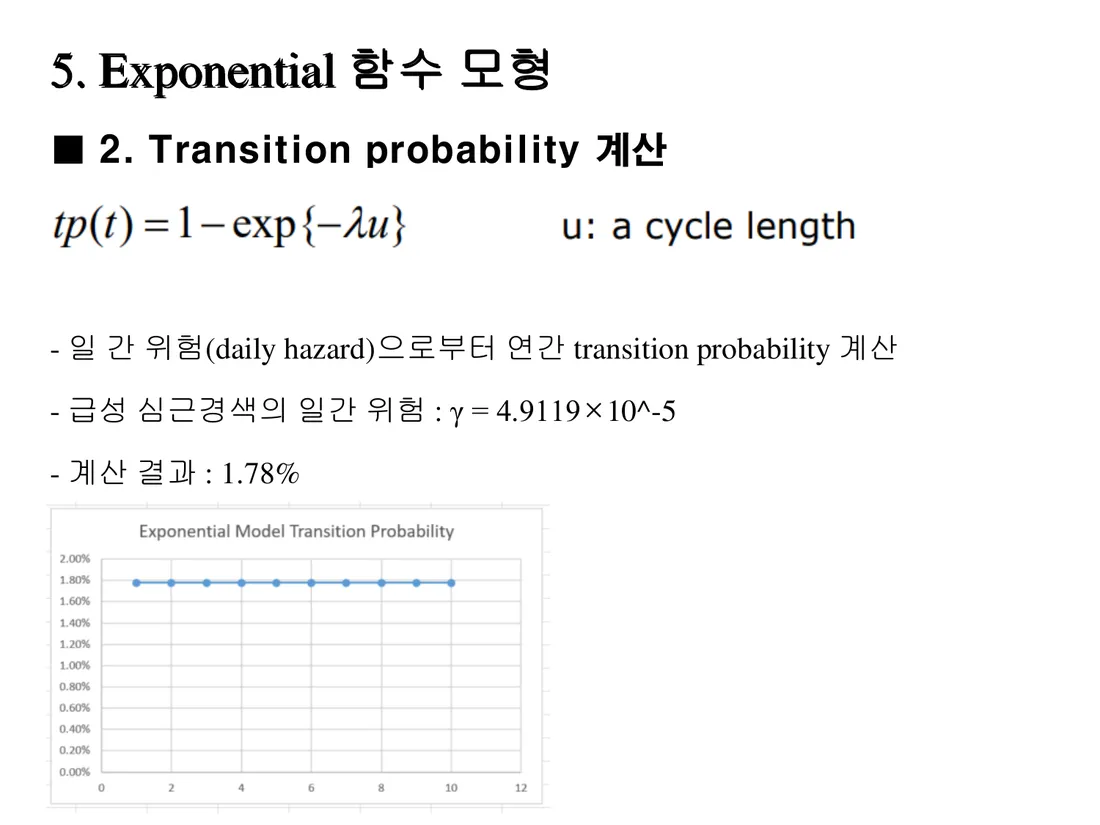 5. Exponential 함수 모형
■ 2. Transition probability 계산
tp(t) = 1 − exp{−λu} u: a cycle length
- 일 간 위험(daily hazard)으로부터 연간 transition probability 계산
- 급성 심근경색의 일간 위험 : γ = 4.9119×10^-5
- 계산 결과 : 1.78%
Exponential Model Transition Probability
2.00%
1.80%
1.60%
1.40%
1.20%
1.00%
0.80%
0.60%
0.40%
0.20%
0.00%
0 2 4 6 8 10 12